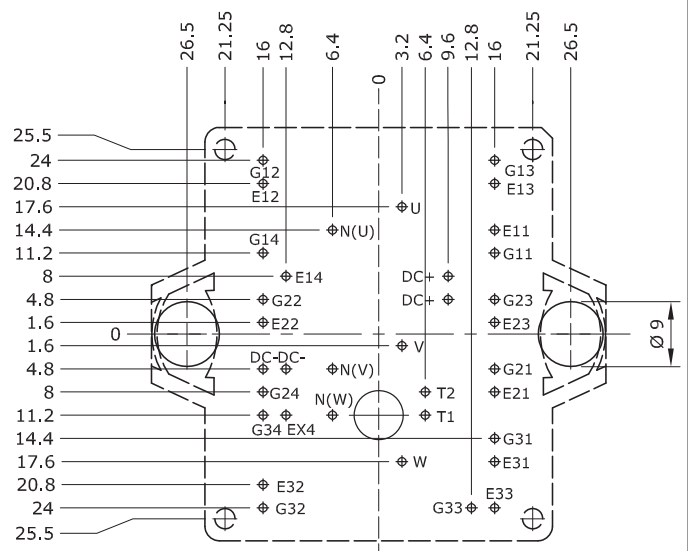 26.5 21.25 16 12.8 6.4 0 3.2 6.4 9.6 12.8 16 21.25 26.5
25.5
24 G12 G13
20.8 E12 E13
17.6 U
14.4 N(U) E11
11.2 G14 G11
8 E14 DC+
4.8 G22 DC+ G23
1.6 E22 E23
0 Ø 9
1.6 V
4.8 DC- DC- N(V) G21
8 G24 T2 E21
11.2 G34 EX4 N(W) T1
14.4 G31
17.6 W E31
20.8 E32
24 G32 G33 E33
25.5